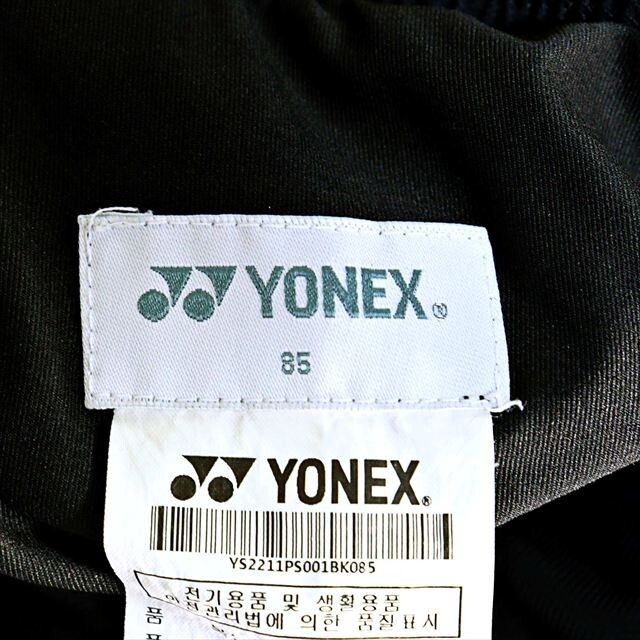 YONEX®
85
YONEX®
YS2211PS001BK085
전기용품 및 생활용품
안전관리법에 의한 품질표시
품